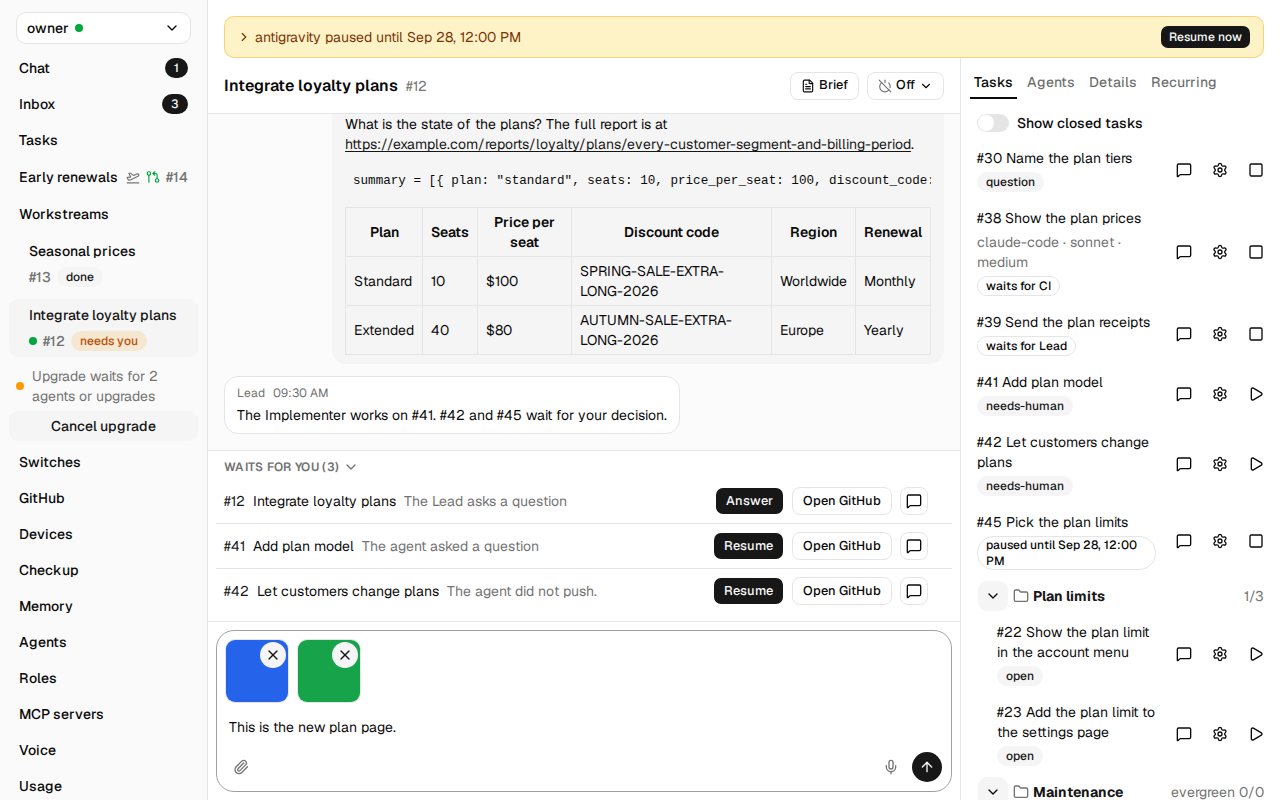 owner
Chat 1
Inbox 3
Tasks
Early renewals #14
Workstreams
Seasonal prices
#13 done
Integrate loyalty plans
#12 needs you
Upgrade waits for 2
agents or upgrades
Cancel upgrade
Switches
GitHub
Devices
Checkup
Memory
Agents
Roles
MCP servers
Voice
Usage
antigravity paused until Sep 28, 12:00 PM
Resume now
Integrate loyalty plans #12
Brief
Off
What is the state of the plans? The full report is at
https://example.com/reports/loyalty/plans/every-customer-segment-and-billing-period.
summary = [{ plan: "standard", seats: 10, price_per_seat: 100, discount_code:
Plan Seats Price per seat Discount code Region Renewal
Standard 10 $100 SPRING-SALE-EXTRA-LONG-2026 Worldwide Monthly
Extended 40 $80 AUTUMN-SALE-EXTRA-LONG-2026 Europe Yearly
Lead 09:30 AM
The Implementer works on #41. #42 and #45 wait for your decision.
WAITS FOR YOU (3)
#12 Integrate loyalty plans The Lead asks a question Answer Open GitHub
#41 Add plan model The agent asked a question Resume Open GitHub
#42 Let customers change plans The agent did not push. Resume Open GitHub
This is the new plan page.
Tasks Agents Details Recurring
Show closed tasks
#30 Name the plan tiers
question
#38 Show the plan prices
claude-code · sonnet ·
medium
waits for CI
#39 Send the plan receipts
waits for Lead
#41 Add plan model
needs-human
#42 Let customers change
plans
needs-human
#45 Pick the plan limits
paused until Sep 28, 12:00
PM
Plan limits 1/3
#22 Show the plan limit
in the account menu
open
#23 Add the plan limit to
the settings page
open
Maintenance evergreen 0/0